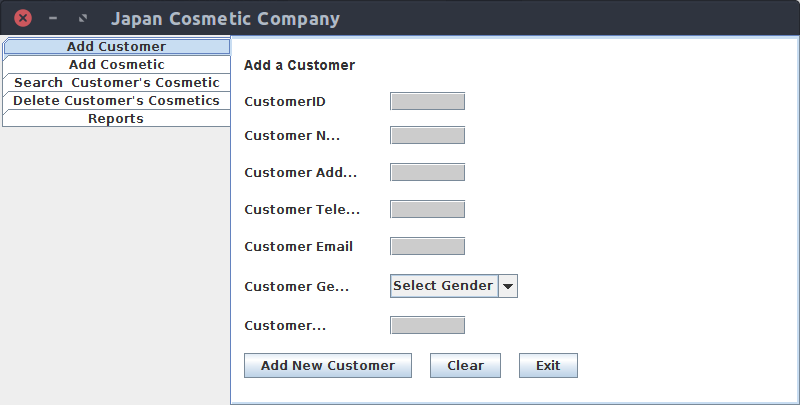 Japan Cosmetic Company
Add Customer
Add Cosmetic
Search  Customer's Cosmetic
Delete Customer's Cosmetics
Reports
Add a Customer
CustomerID
Customer N...
Customer Add...
Customer Tele...
Customer Email
Customer Ge...
Select Gender
Customer...
Add New Customer
Clear
Exit